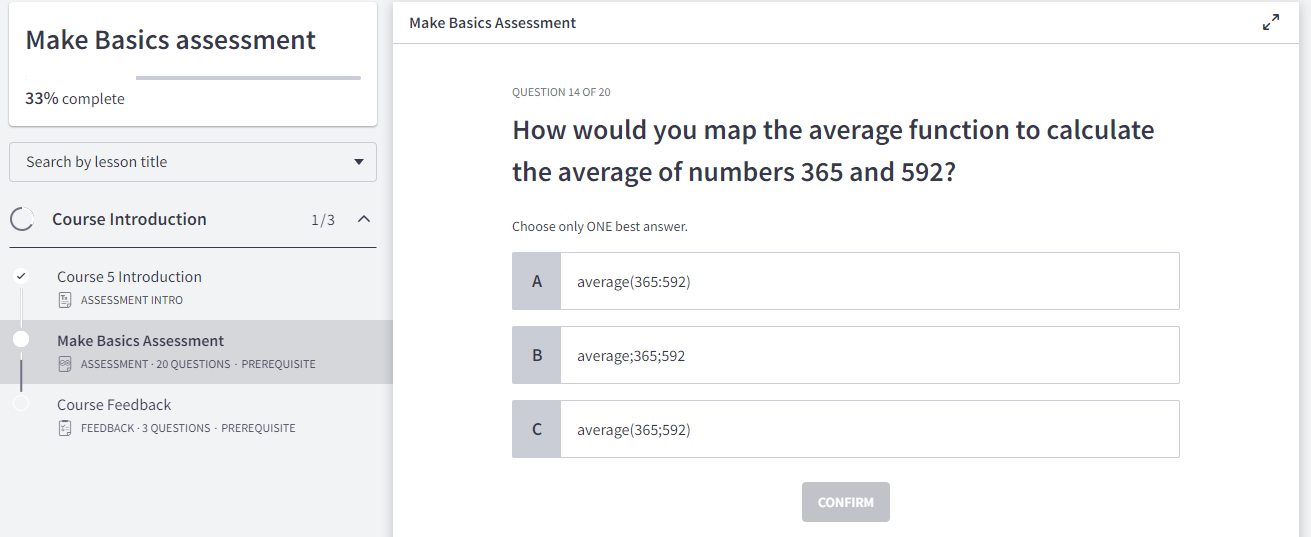 Make Basics assessment
33% complete
Search by lesson title
Course Introduction 1/3
Course 5 Introduction
ASSESSMENT INTRO
Make Basics Assessment
ASSESSMENT · 20 QUESTIONS · PREREQUISITE
Course Feedback
FEEDBACK · 3 QUESTIONS · PREREQUISITE
Make Basics Assessment
QUESTION 14 OF 20
How would you map the average function to calculate
the average of numbers 365 and 592?
Choose only ONE best answer.
A average(365:592)
B average;365;592
C average(365;592)
CONFIRM